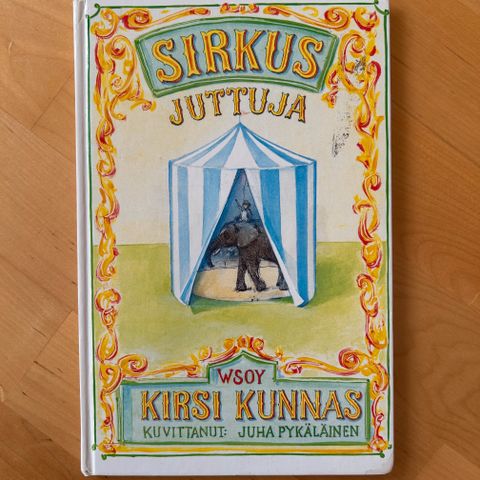 SIRKUS
JUTTUJA
WSOY
KIRSI KUNNAS
KUVITTANUT: JUHA PYKÄLÄINEN